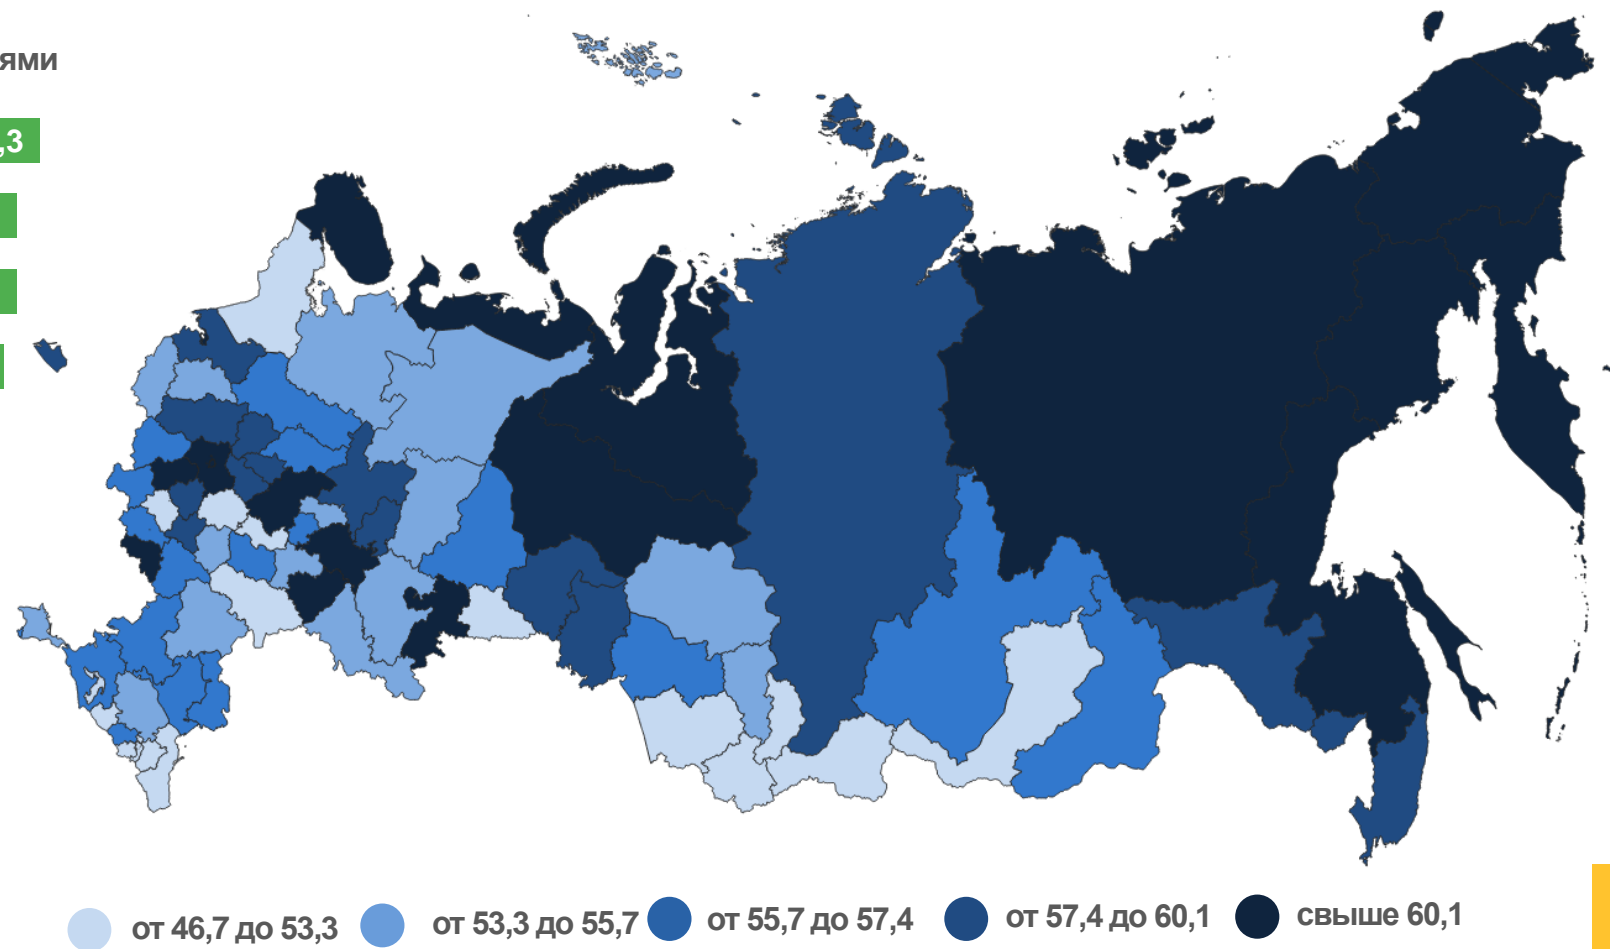 ями
,3
от 46,7 до 53,3
от 53,3 до 55,7
от 55,7 до 57,4
от 57,4 до 60,1
свыше 60,1